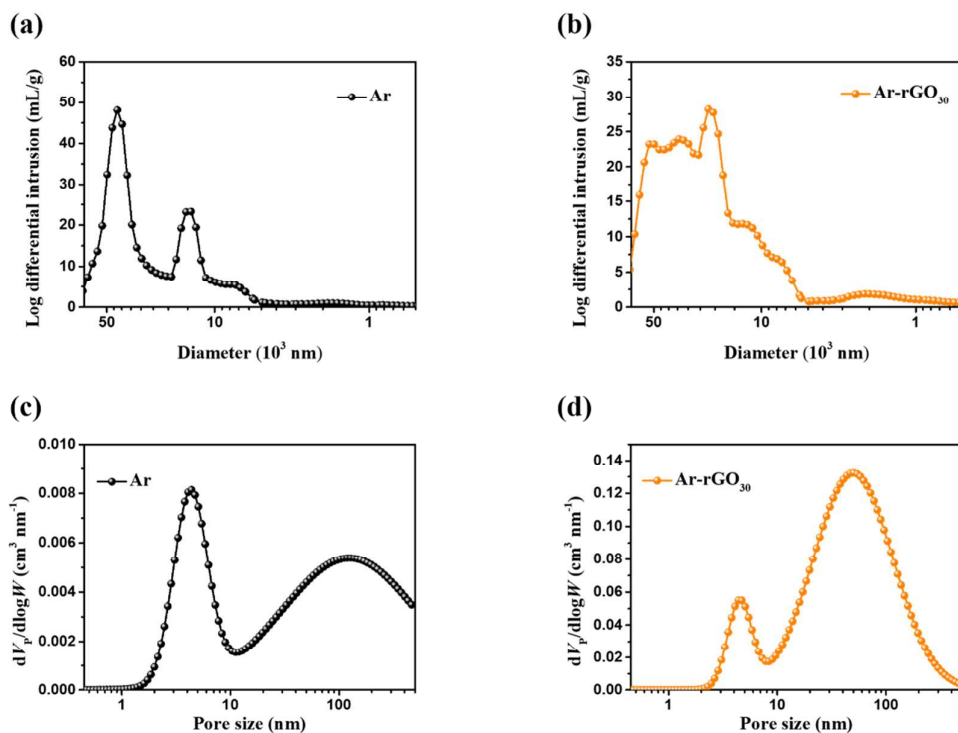 (a)
Log differential intrusion (mL/g)
60
50
40
30
20
10
0
Ar
50
10
1
Diameter (10³ nm)
(b)
Log differential intrusion (mL/g)
35
30
25
20
15
10
5
0
Ar-rGO₃₀
50
10
1
Diameter (10³ nm)
(c)
dVₚ/dlogW (cm³ nm⁻¹)
0.010
0.008
0.006
0.004
0.002
0.000
Ar
1
10
100
Pore size (nm)
(d)
dVₚ/dlogW (cm³ nm⁻¹)
0.14
0.12
0.10
0.08
0.06
0.04
0.02
0.00
Ar-rGO₃₀
1
10
100
Pore size (nm)